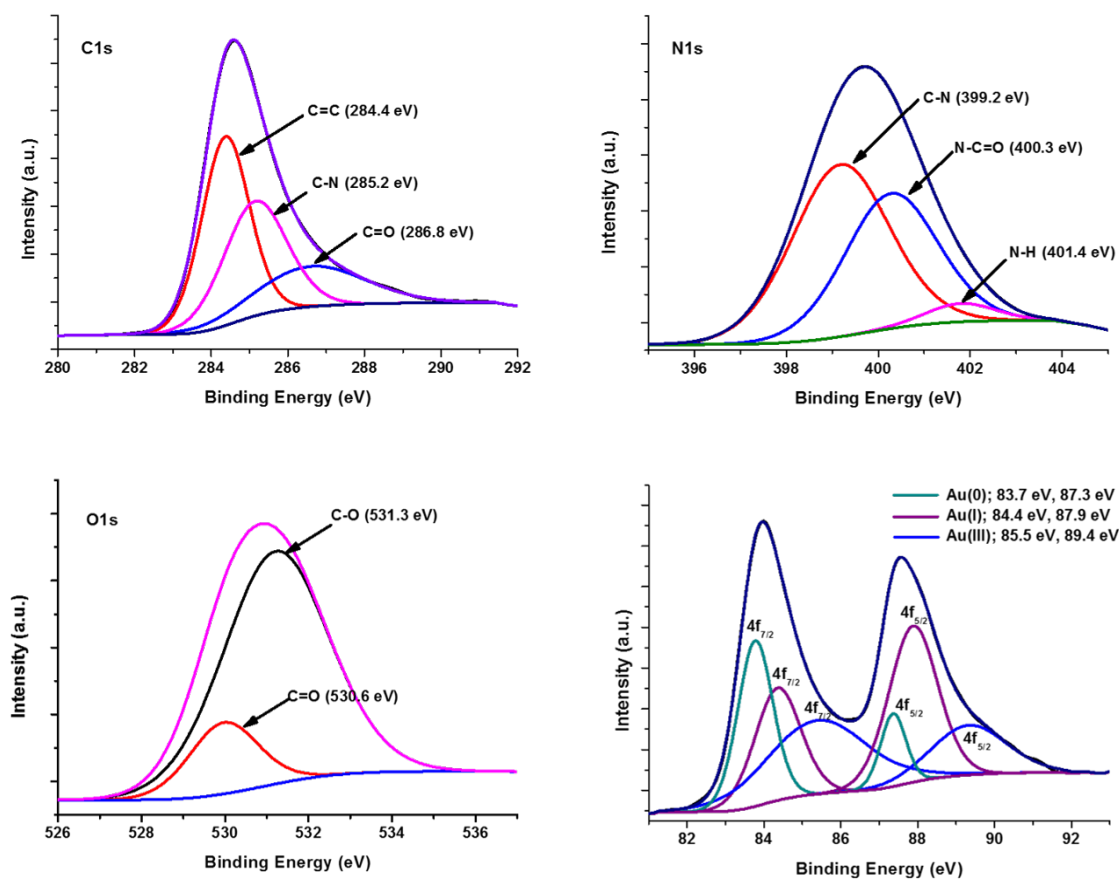 C1s
C=C (284.4 eV)
C-N (285.2 eV)
C=O (286.8 eV)
Intensity (a.u.)
280 282 284 286 288 290 292
Binding Energy (eV)
N1s
C-N (399.2 eV)
N-C=O (400.3 eV)
N-H (401.4 eV)
Intensity (a.u.)
396 398 400 402 404
Binding Energy (eV)
O1s
C-O (531.3 eV)
C=O (530.6 eV)
Intensity (a.u.)
526 528 530 532 534 536
Binding Energy (eV)
Au(0); 83.7 eV, 87.3 eV
Au(I); 84.4 eV, 87.9 eV
Au(III); 85.5 eV, 89.4 eV
4f7/2
4f7/2
4f7/2
4f5/2
4f5/2
4f5/2
Intensity (a.u.)
82 84 86 88 90 92
Binding Energy (eV)